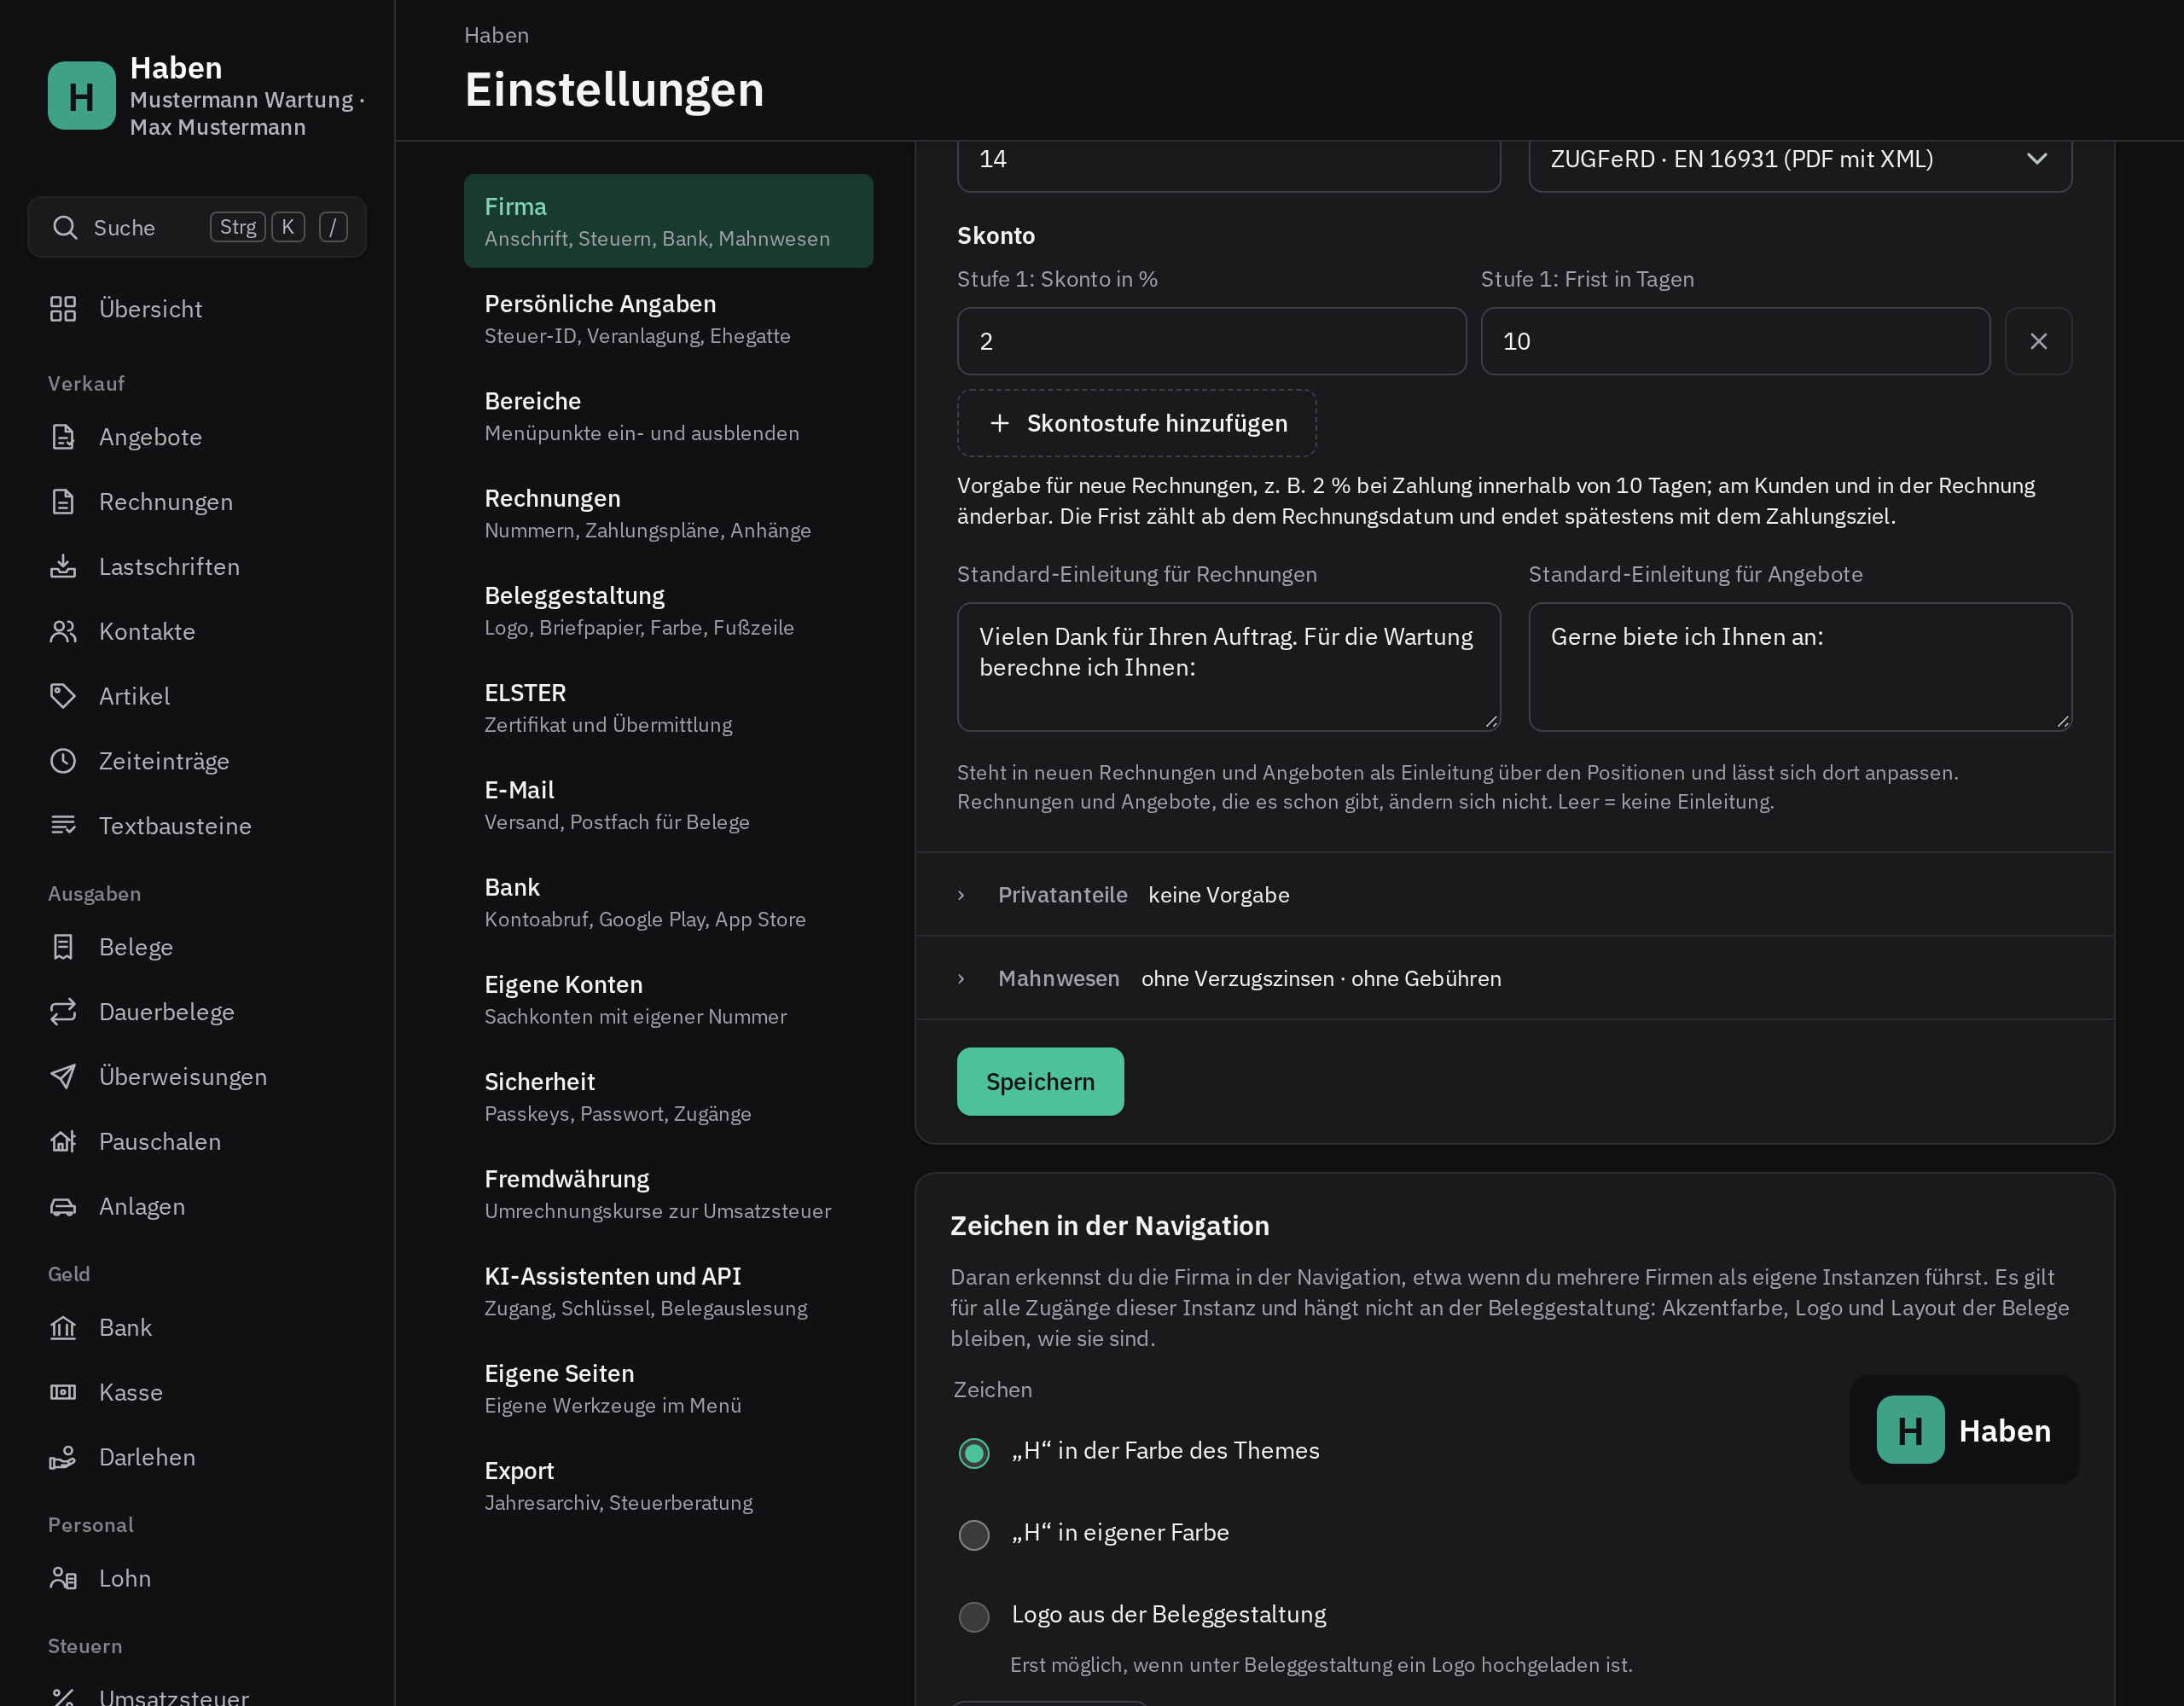 H
Haben
Mustermann Wartung ·
Max Mustermann
Suche Strg K /
Übersicht
Verkauf
Angebote
Rechnungen
Lastschriften
Kontakte
Artikel
Zeiteinträge
Textbausteine
Ausgaben
Belege
Dauerbelege
Überweisungen
Pauschalen
Anlagen
Geld
Bank
Kasse
Darlehen
Personal
Lohn
Steuern
Umsatzsteuer
Haben
Einstellungen
Firma
Anschrift, Steuern, Bank, Mahnwesen
Persönliche Angaben
Steuer-ID, Veranlagung, Ehegatte
Bereiche
Menüpunkte ein- und ausblenden
Rechnungen
Nummern, Zahlungspläne, Anhänge
Beleggestaltung
Logo, Briefpapier, Farbe, Fußzeile
ELSTER
Zertifikat und Übermittlung
E-Mail
Versand, Postfach für Belege
Bank
Kontoabruf, Google Play, App Store
Eigene Konten
Sachkonten mit eigener Nummer
Sicherheit
Passkeys, Passwort, Zugänge
Fremdwährung
Umrechnungskurse zur Umsatzsteuer
KI-Assistenten und API
Zugang, Schlüssel, Belegauslesung
Eigene Seiten
Eigene Werkzeuge im Menü
Export
Jahresarchiv, Steuerberatung
14
ZUGFeRD · EN 16931 (PDF mit XML)
Skonto
Stufe 1: Skonto in %
Stufe 1: Frist in Tagen
2
10
Skontostufe hinzufügen
Vorgabe für neue Rechnungen, z. B. 2 % bei Zahlung innerhalb von 10 Tagen; am Kunden und in der Rechnung
änderbar. Die Frist zählt ab dem Rechnungsdatum und endet spätestens mit dem Zahlungsziel.
Standard-Einleitung für Rechnungen
Vielen Dank für Ihren Auftrag. Für die Wartung
berechne ich Ihnen:
Standard-Einleitung für Angebote
Gerne biete ich Ihnen an:
Steht in neuen Rechnungen und Angeboten als Einleitung über den Positionen und lässt sich dort anpassen.
Rechnungen und Angebote, die es schon gibt, ändern sich nicht. Leer = keine Einleitung.
Privatanteile keine Vorgabe
Mahnwesen ohne Verzugszinsen · ohne Gebühren
Speichern
Zeichen in der Navigation
Daran erkennst du die Firma in der Navigation, etwa wenn du mehrere Firmen als eigene Instanzen führst. Es gilt
für alle Zugänge dieser Instanz und hängt nicht an der Beleggestaltung: Akzentfarbe, Logo und Layout der Belege
bleiben, wie sie sind.
Zeichen
„H“ in der Farbe des Themes
„H“ in eigener Farbe
Logo aus der Beleggestaltung
Erst möglich, wenn unter Beleggestaltung ein Logo hochgeladen ist.
H Haben